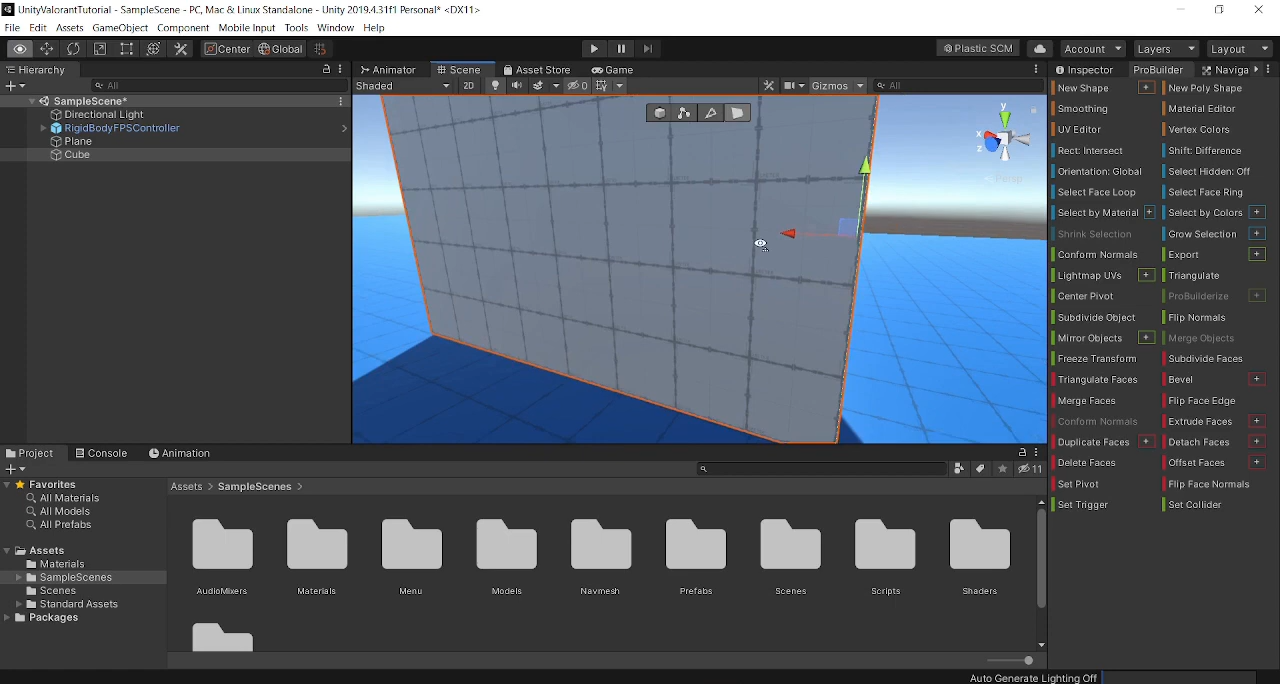 UnityValorantTutorial - SampleScene - PC, Mac & Linux Standalone - Unity 2019.4.31f1 Personal* <DX11>
File Edit Assets GameObject Component Mobile Input Tools Window Help
Center Global Plastic SCM Account Layers Layout
Hierarchy Animator Scene Asset Store Game Inspector ProBuilder Naviga
All Shaded 2D 0 Gizmos All
SampleScene*
Directional Light
RigidBodyFPSController
Plane
Cube
y
x
z
Persp
New Shape + New Poly Shape
Smoothing Material Editor
UV Editor Vertex Colors
Rect: Intersect Shift: Difference
Orientation: Global Select Hidden: Off
Select Face Loop Select Face Ring
Select by Material + Select by Colors +
Shrink Selection Grow Selection +
Conform Normals Export +
Lightmap UVs + Triangulate
Center Pivot ProBuilderize +
Subdivide Object Flip Normals
Mirror Objects + Merge Objects
Freeze Transform Subdivide Faces
Triangulate Faces Bevel +
Merge Faces Flip Face Edge
Conform Normals Extrude Faces +
Duplicate Faces + Detach Faces +
Delete Faces Offset Faces +
Set Pivot Flip Face Normals
Set Trigger Set Collider
Project Console Animation
11
Favorites
All Materials
All Models
All Prefabs
Assets
Materials
SampleScenes
Scenes
Standard Assets
Packages
Assets > SampleScenes >
AudioMixers Materials Menu Models Navmesh Prefabs Scenes Scripts Shaders
Auto Generate Lighting Off